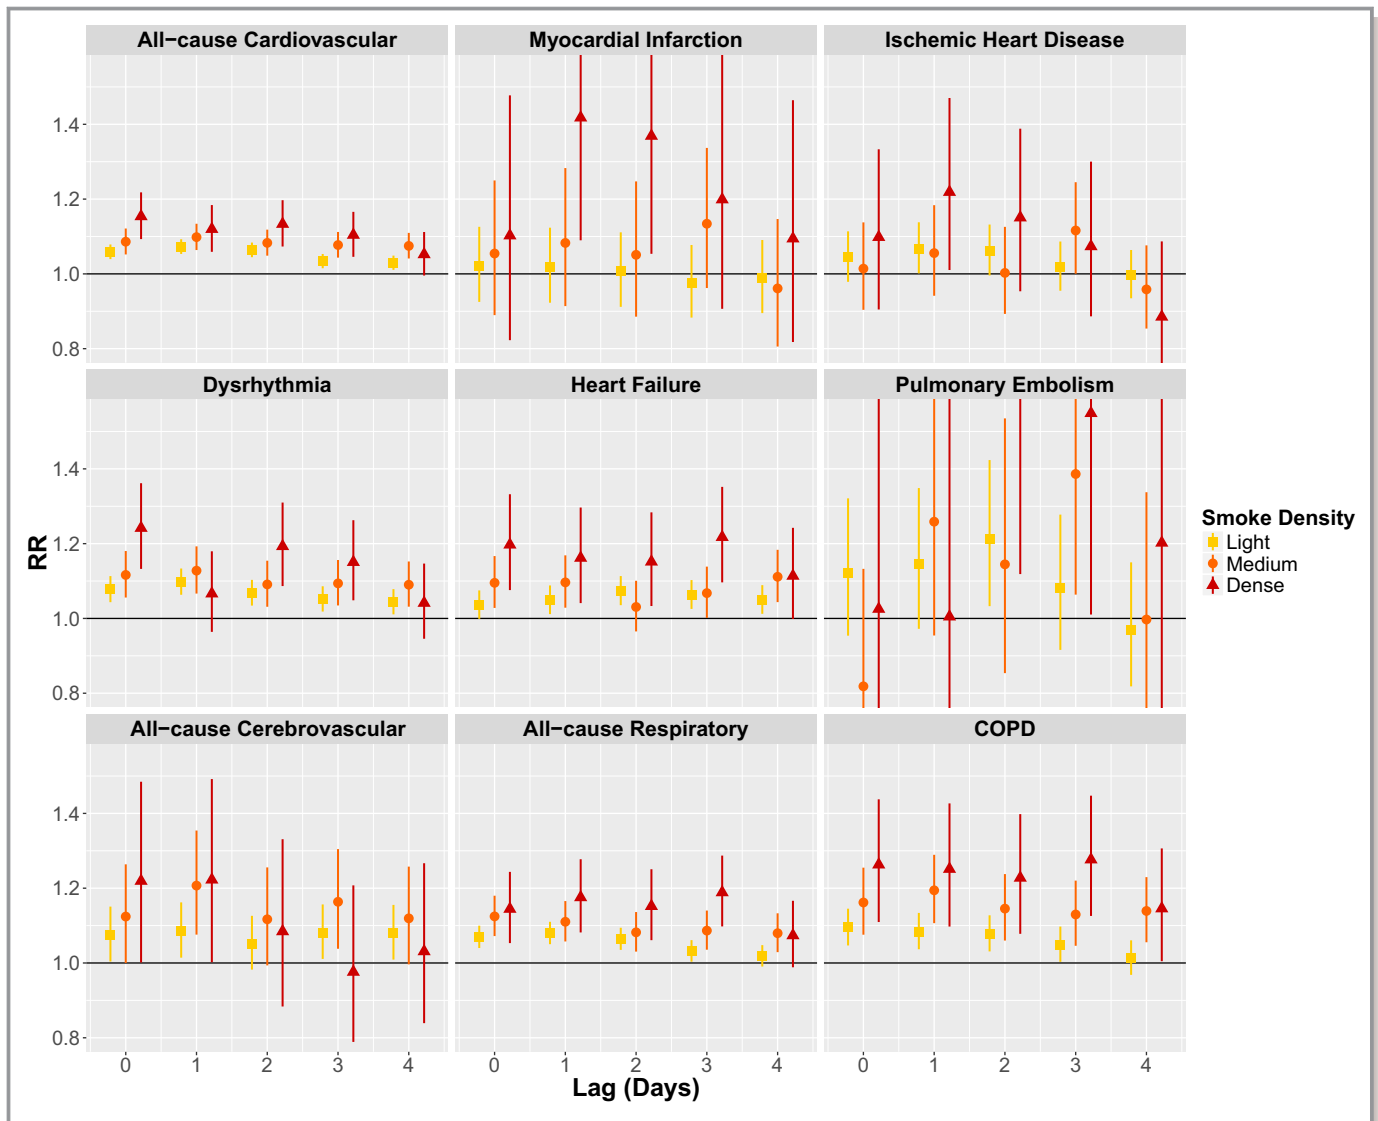 All−cause Cardiovascular
Myocardial Infarction
Ischemic Heart Disease
1.4
1.2
1.0
0.8
Dysrhythmia
Heart Failure
Pulmonary Embolism
1.4
1.2
1.0
0.8
RR
Smoke Density
Light
Medium
Dense
All−cause Cerebrovascular
All−cause Respiratory
COPD
1.4
1.2
1.0
0.8
0 1 2 3 4
0 1 2 3 4
0 1 2 3 4
Lag (Days)